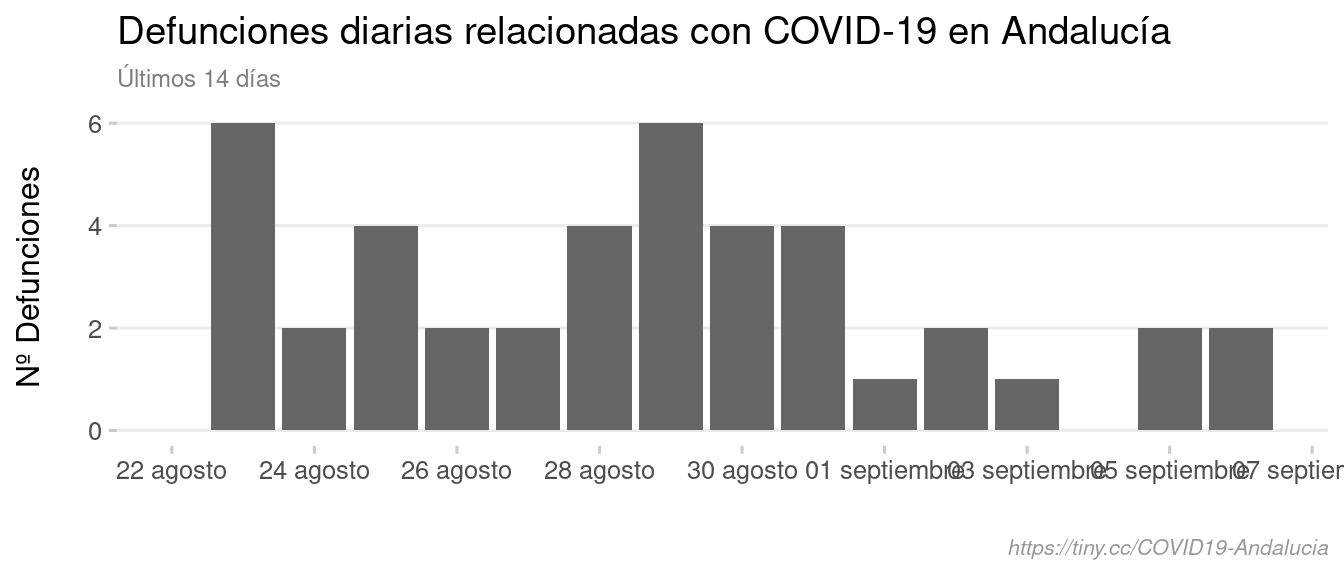 Defunciones diarias relacionadas con COVID-19 en Andalucía
Últimos 14 días
Nº Defunciones
6
4
2
0
22 agosto 24 agosto 26 agosto 28 agosto 30 agosto 01 septiembre 03 septiembre 05 septiembre 07 septiem
https://tiny.cc/COVID19-Andalucia